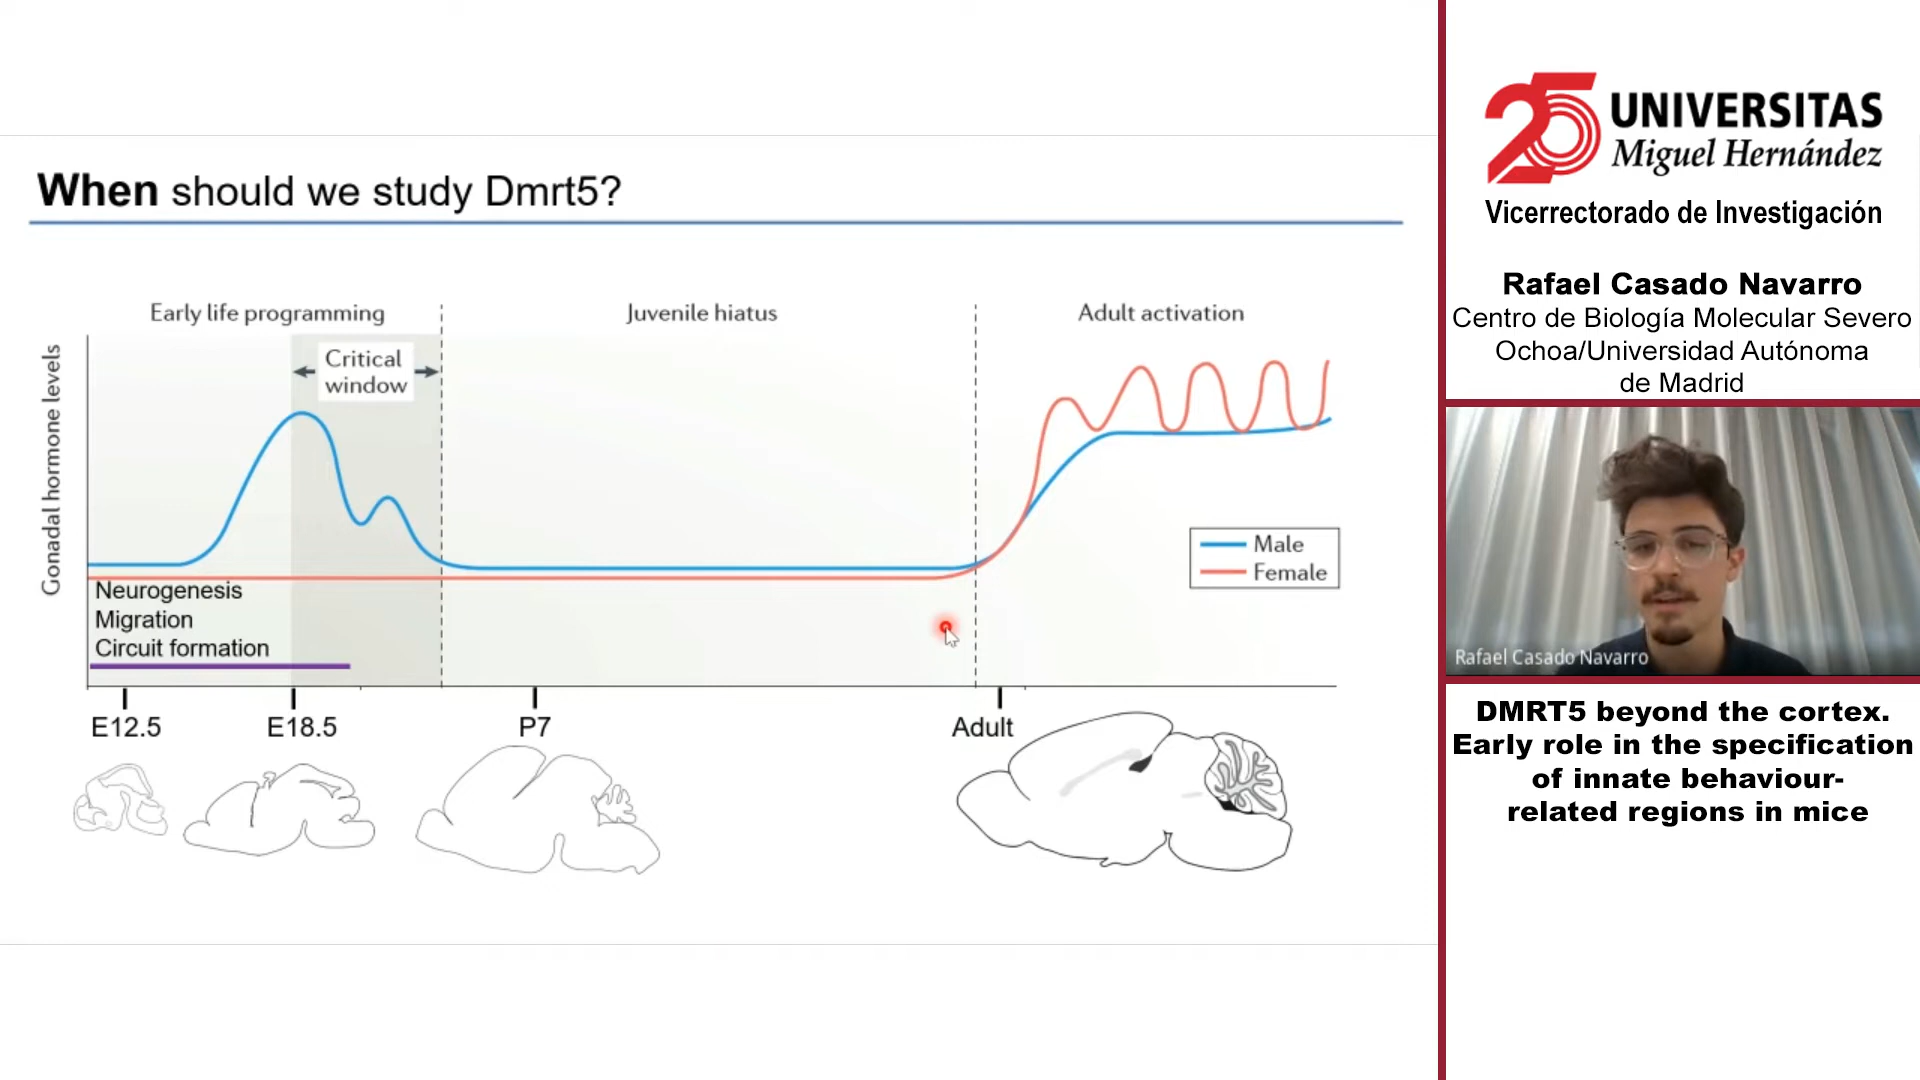 When should we study Dmrt5?
Early life programming
Juvenile hiatus
Adult activation
Critical
window
Gonadal hormone levels
Male
Female
Neurogenesis
Migration
Circuit formation
E12.5
E18.5
P7
Adult
25 UNIVERSITAS
Miguel Hernández
Vicerrectorado de Investigación
Rafael Casado Navarro
Centro de Biología Molecular Severo
Ochoa/Universidad Autónoma
de Madrid
Rafael Casado Navarro
DMRT5 beyond the cortex.
Early role in the specification
of innate behaviour-
related regions in mice